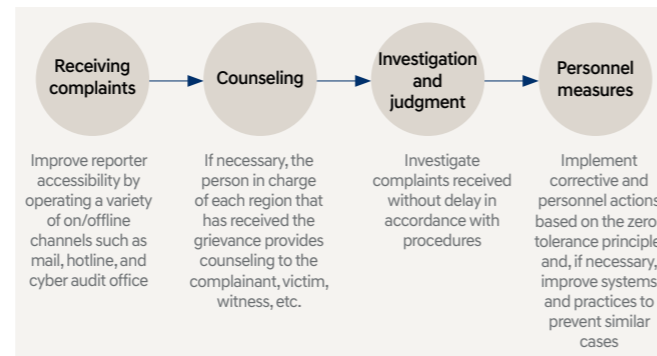 Receiving
complaints
Counseling
Investigation
and
judgment
Personnel
measures
Improve reporter
accessibility by
operating a variety
of on/offline
channels such as
mail, hotline, and
cyber audit office
If necessary, the
person in charge
of each region that
has received the
grievance provides
counseling to the
complainant, victim,
witness, etc.
Investigate
complaints received
without delay in
accordance with
procedures
Implement
corrective and
personnel actions
based on the zero
tolerance principle
and, if necessary,
improve systems
and practices to
prevent similar
cases